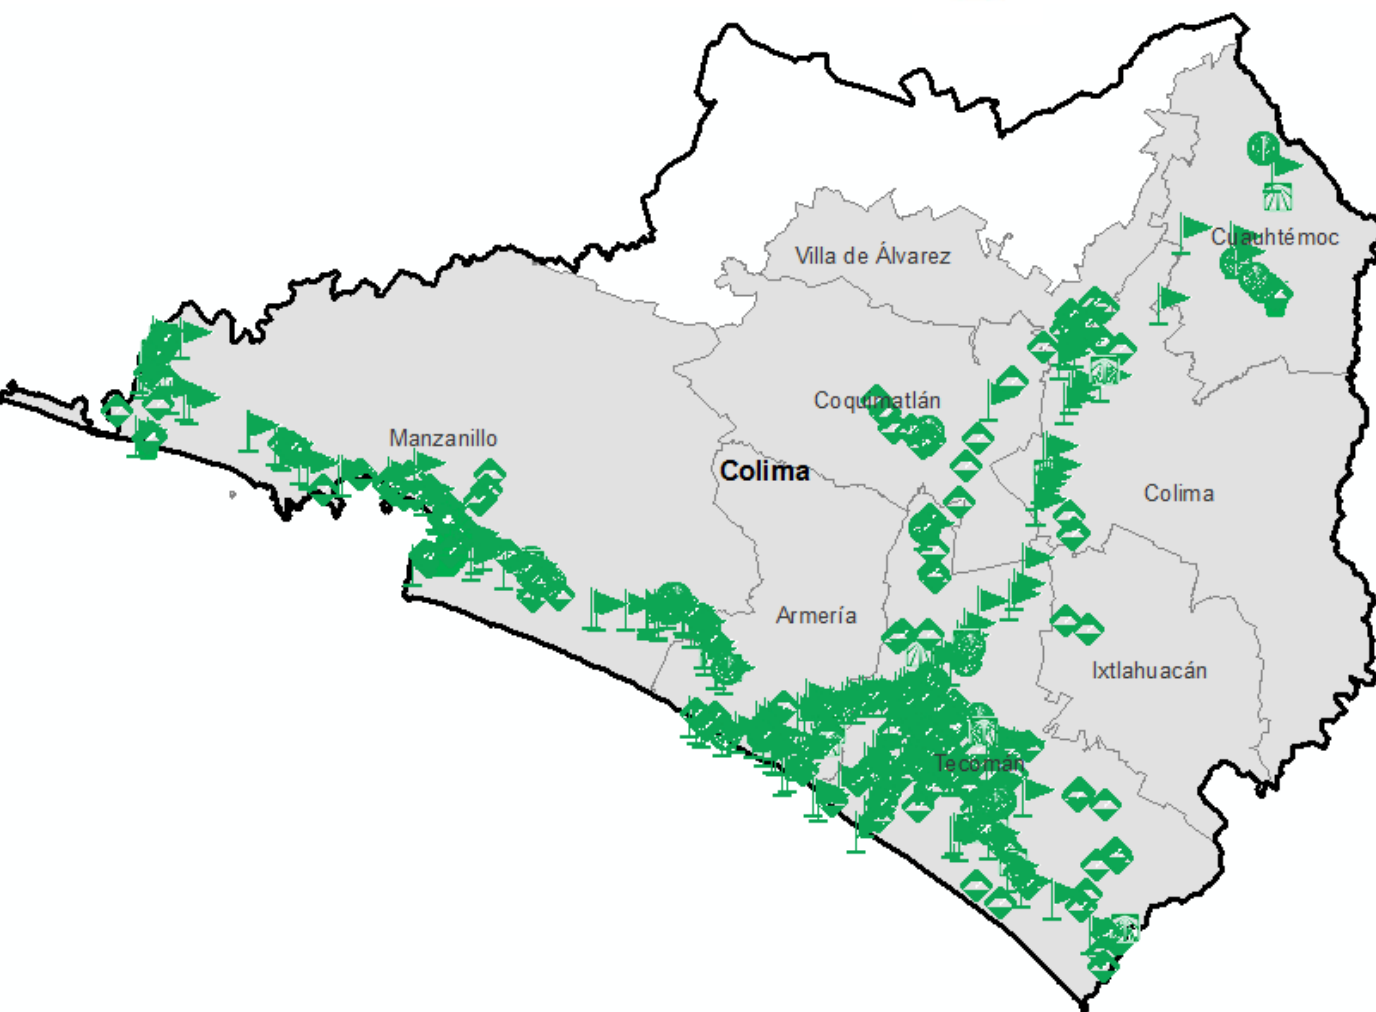 Cuauhtémoc
Villa de Álvarez
Coquimatlán
Manzanillo
Colima
Colima
Armería
Ixtlahuacán
Tecomán